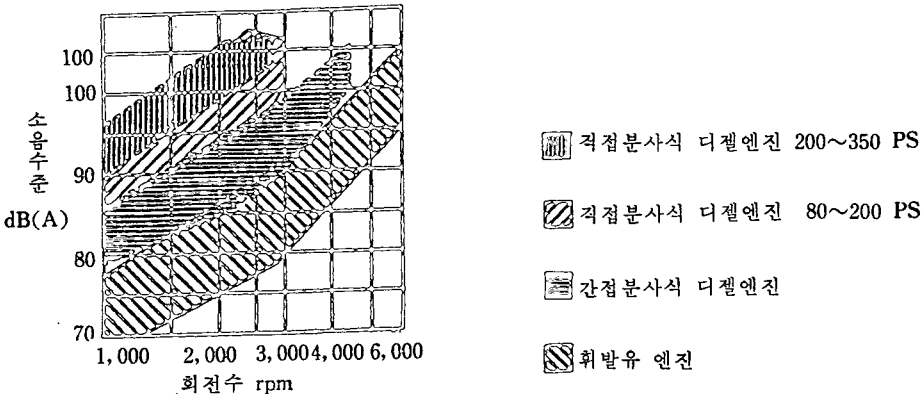 100
100
90
80
70
소음수준
dB(A)
1,000 2,000 3,000 4,000 6,000
회전수 rpm
직접분사식 디젤엔진 200~350 PS
직접분사식 디젤엔진 80~200 PS
간접분사식 디젤엔진
휘발유 엔진